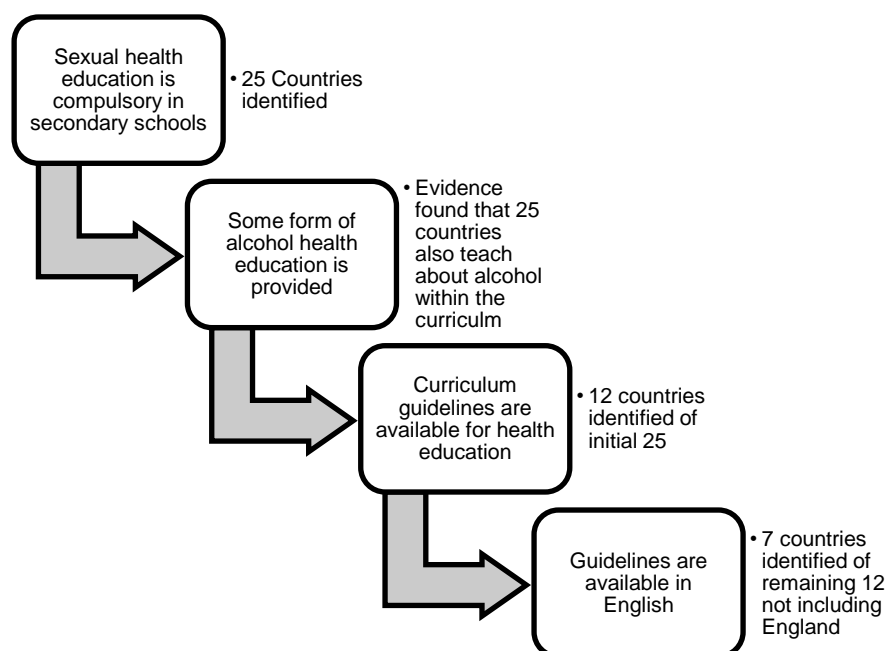 Sexual health
education is
compulsory in
secondary schools
• 25 Countries
identified
Some form of
alcohol health
education is
provided
• Evidence
found that 25
countries
also teach
about alcohol
within the
curriculm
Curriculum
guidelines are
available for health
education
• 12 countries
identified of
initial 25
Guidelines are
available in
English
• 7 countries
identified of
remaining 12
not including
England